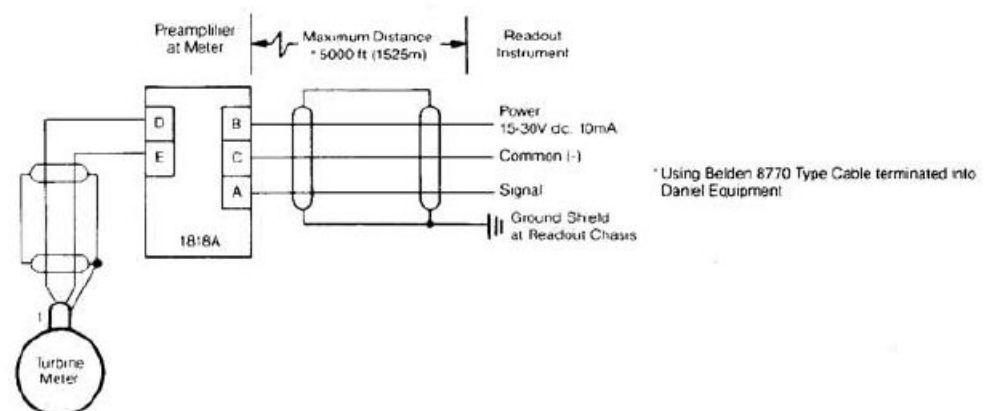 Preamplifier
at Meter
Maximum Distance
* 5000 ft (1525m)
Readout
Instrument
D
E
B
C
A
1818A
Power
15-30V dc. 10mA
Common (-)
Signal
Ground Shield
at Readout Chasis
* Using Belden 8770 Type Cable terminated into
Daniel Equipment
1
Turbine
Meter